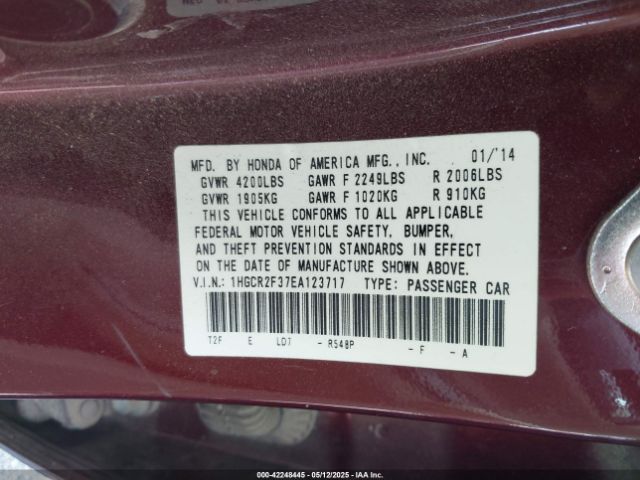 MFD. BY HONDA OF AMERICA MFG., INC. 01/'14
GVWR 4200LBS GAWR F 2249LBS R 2006LBS
GVWR 1905KG GAWR F 1020KG R 910KG
THIS VEHICLE CONFORMS TO ALL APPLICABLE
FEDERAL MOTOR VEHICLE SAFETY, BUMPER,
AND THEFT PREVENTION STANDARDS IN EFFECT
ON THE DATE OF MANUFACTURE SHOWN ABOVE.
V.I.N.: 1HGCR2F37EA123717 TYPE: PASSENGER CAR
T2F E LD7 - R548P - F - A
000-42248445 - 05/12/2025 - IAA Inc.